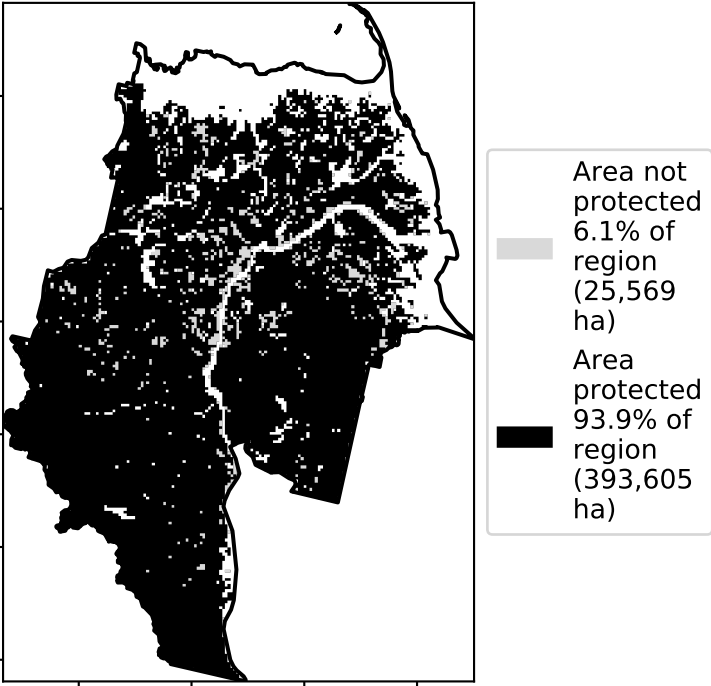 Area not
protected
6.1% of
region
(25,569
ha)
Area
protected
93.9% of
region
(393,605
ha)